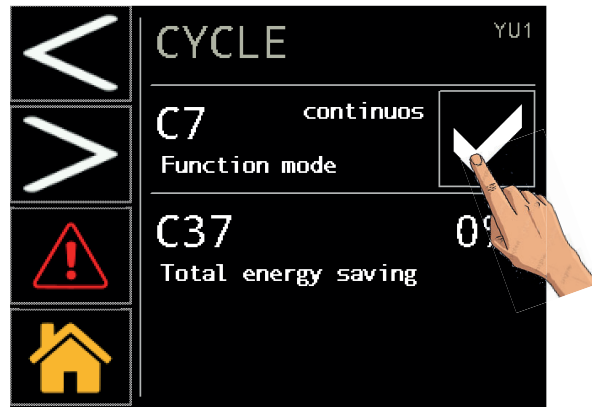 CYCLE
YU1
C7
continuos
Function mode
C37
Total energy saving